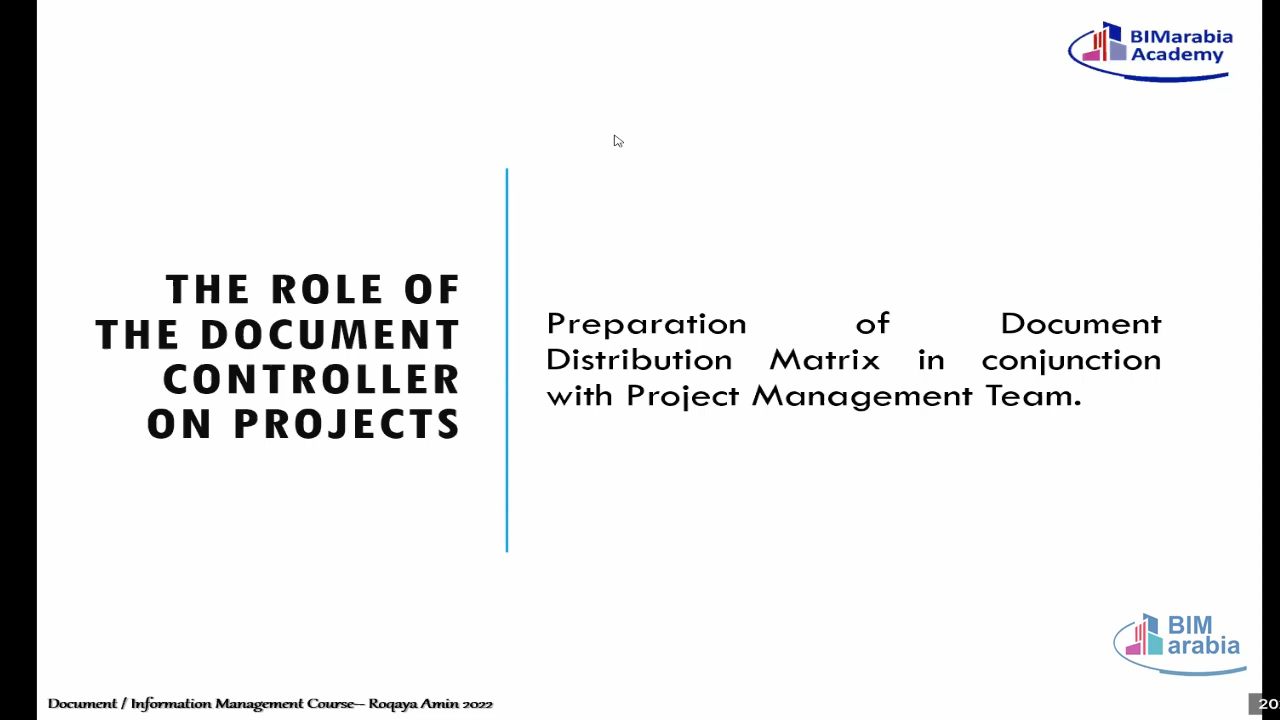 BIMarabia
Academy
THE ROLE OF
THE DOCUMENT
CONTROLLER
ON PROJECTS
Preparation of Document
Distribution Matrix in conjunction
with Project Management Team.
BIM
arabia
Document / Information Management Course-- Roqaya Amin 2022
20